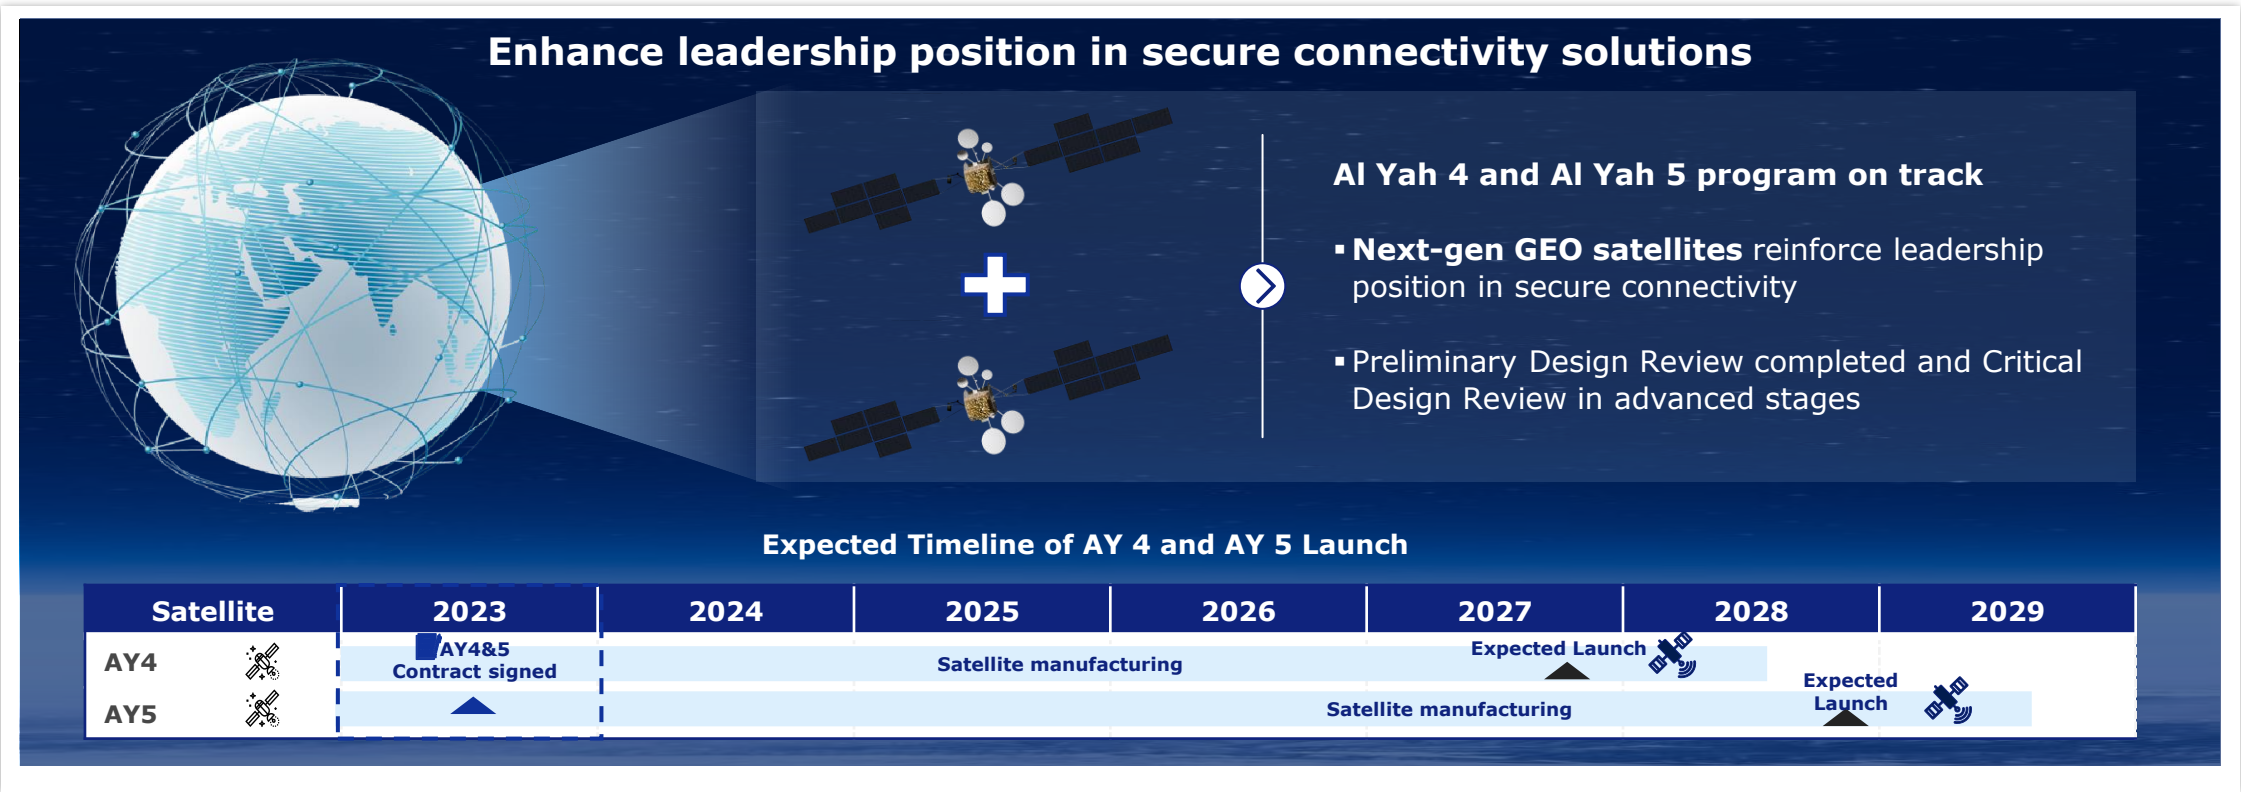 Enhance leadership position in secure connectivity solutions
Al Yah 4 and Al Yah 5 program on track
▪ Next-gen GEO satellites reinforce leadership
position in secure connectivity
▪ Preliminary Design Review completed and Critical
Design Review in advanced stages
Expected Timeline of AY 4 and AY 5 Launch
Satellite 2023 2024 2025 2026 2027 2028 2029
AY4
AY4&5
Contract signed
Satellite manufacturing
Expected Launch
AY5
Satellite manufacturing
Expected
Launch